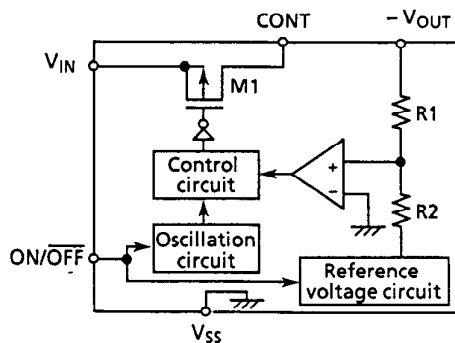 CONT
– VOUT
VIN
M1
R1
Control
circuit
+
–
R2
Oscillation
circuit
ON/OFF
Reference
voltage circuit
VSS